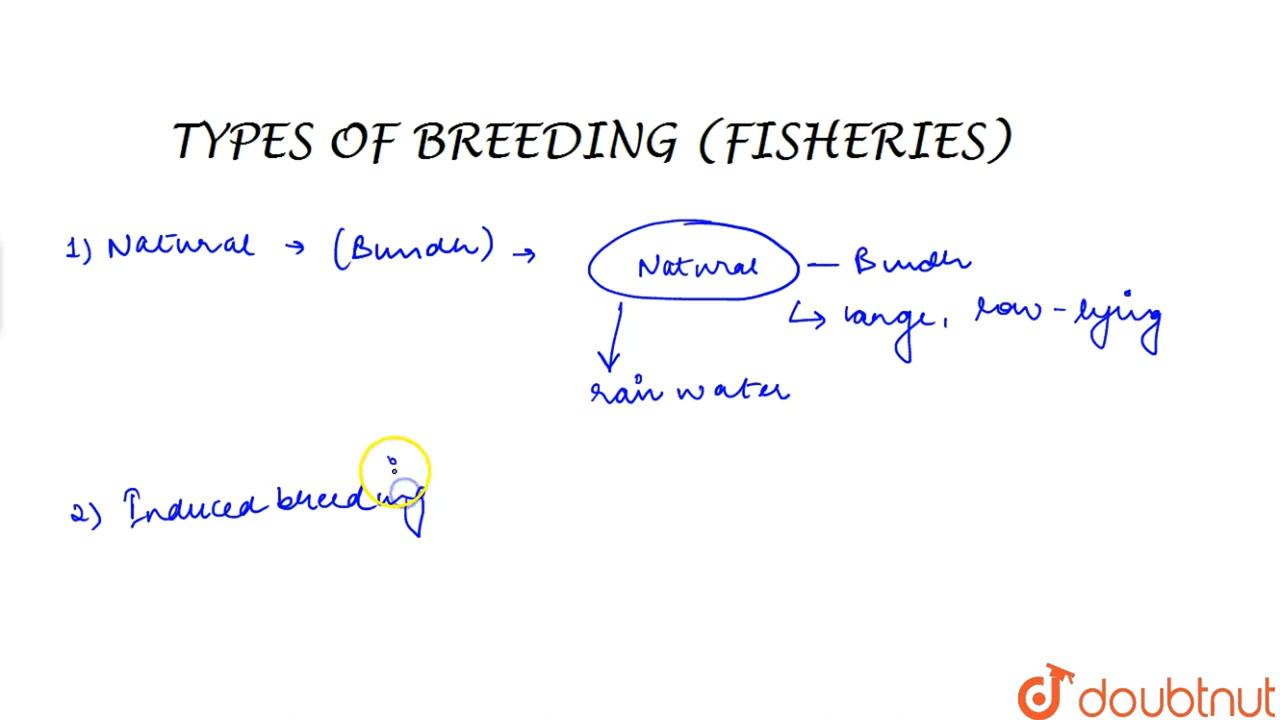 TYPES OF BREEDING (FISHERIES)
1) Natural → (Bundh) → Natural — Bundh
↳ large, low-lying
rain water
2) Induced breeding
doubtnut